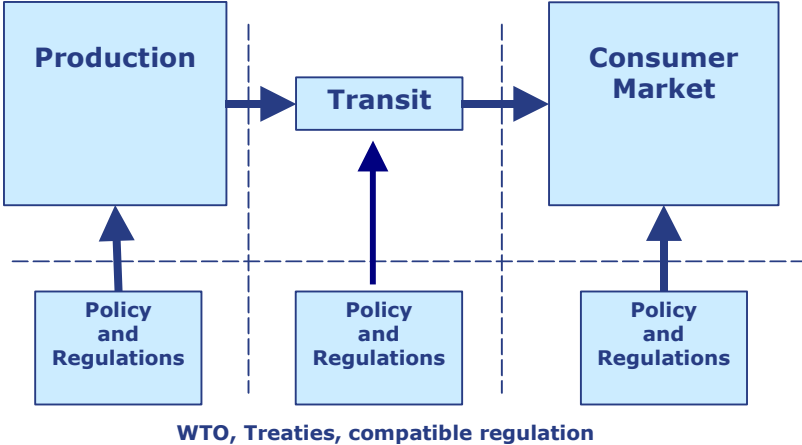 Production
Transit
Consumer
Market
Policy
and
Regulations
Policy
and
Regulations
Policy
and
Regulations
WTO, Treaties, compatible regulation